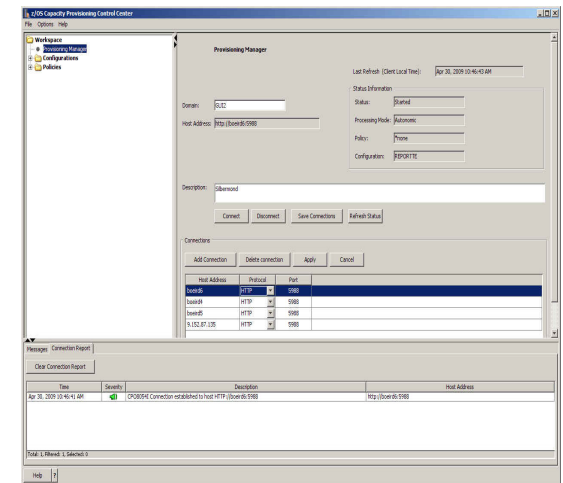 z/OS Capacity Provisioning Control Center
File Options Help
Workspace
Provisioning Manager
Configurations
Policies
Provisioning Manager
Last Refresh (Client Local Time): Apr 30, 2009 10:46:43 AM
Status Information
Domain: GUI2
Status: Started
Host Address: http://boeird6:5988
Processing Mode: Autonomic
Policy: *none
Configuration: REPORTTE
Description: Silbermond
Connect Disconnect Save Connections Refresh Status
Connections
Add Connection Delete connection Apply Cancel
Host Address Protocol Port
boeird6 HTTP 5988
boeird4 HTTP 5988
boeird5 HTTP 5988
9.152.87.135 HTTP 5988
Messages Connection Report
Clear Connection Report
Time Severity Description Host Address
Apr 30, 2009 10:46:41 AM CPO8054I Connection established to host HTTP://boeird6:5988 http://boeird6:5988
Total: 1, Filtered: 1, Selected: 0
Help ?